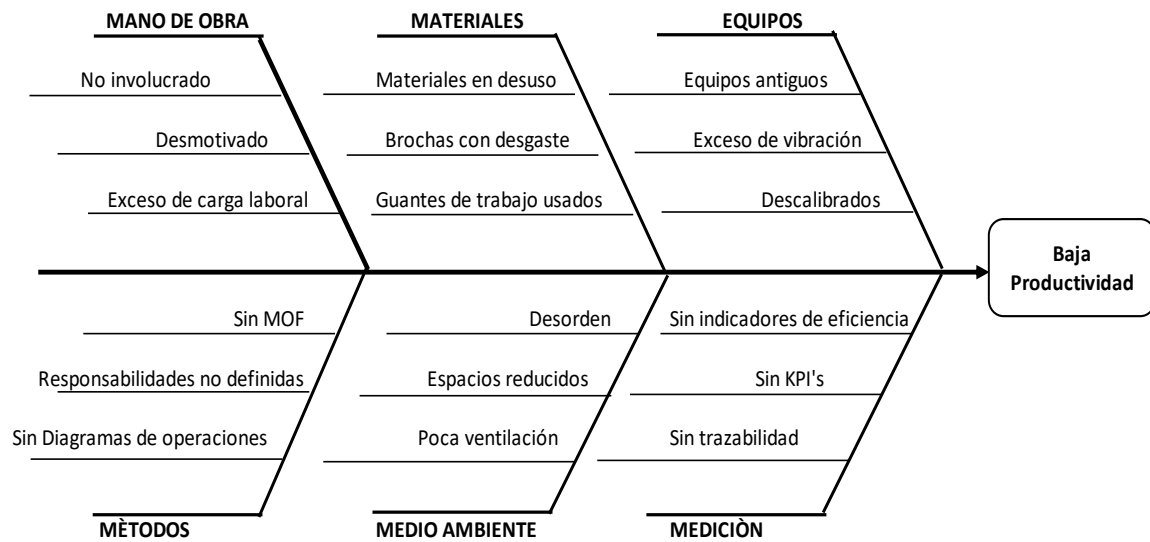 MANO DE OBRA
MATERIALES
EQUIPOS
No involucrado
Materiales en desuso
Equipos antiguos
Desmotivado
Brochas con desgaste
Exceso de vibración
Exceso de carga laboral
Guantes de trabajo usados
Descalibrados
Baja
Productividad
Sin MOF
Desorden
Sin indicadores de eficiencia
Responsabilidades no definidas
Espacios reducidos
Sin KPI's
Sin Diagramas de operaciones
Poca ventilación
Sin trazabilidad
MÈTODOS
MEDIO AMBIENTE
MEDICIÒN